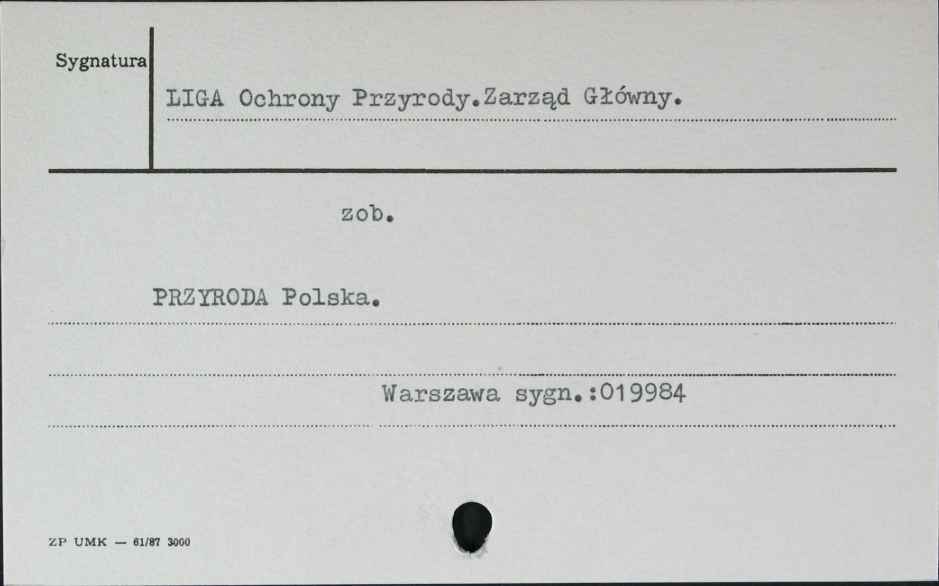 Sygnatura
LIGA Ochrony Przyrody.Zarząd Główny.
zob.
PRZYRODA Polska.
Warszawa sygn.:019984
ZP UMK — 61/87 3000